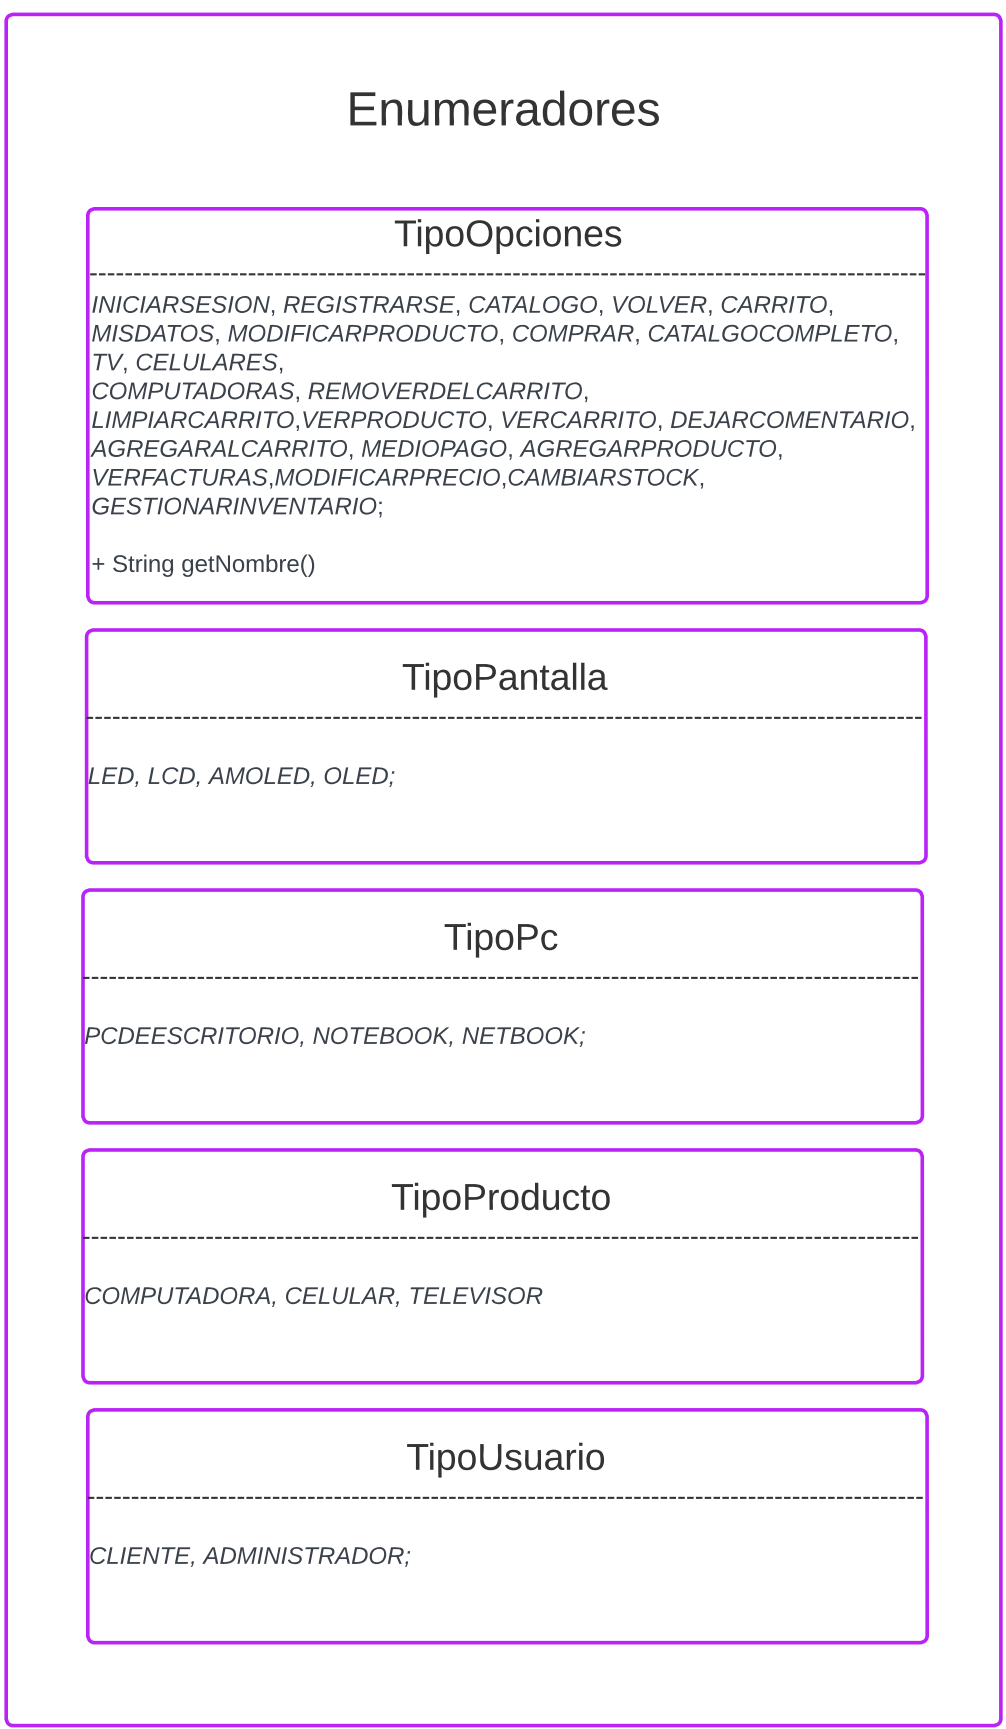 Enumeradores
TipoOpciones
INICIARSESION, REGISTRARSE, CATALOGO, VOLVER, CARRITO,
MISDATOS, MODIFICARPRODUCTO, COMPRAR, CATALGOCOMPLETO,
TV, CELULARES,
COMPUTADORAS, REMOVERDELCARRITO,
LIMPIARCARRITO,VERPRODUCTO, VERCARRITO, DEJARCOMENTARIO,
AGREGARALCARRITO, MEDIOPAGO, AGREGARPRODUCTO,
VERFACTURAS,MODIFICARPRECIO,CAMBIARSTOCK,
GESTIONARINVENTARIO;
+ String getNombre()
TipoPantalla
LED, LCD, AMOLED, OLED;
TipoPc
PCDEESCRITORIO, NOTEBOOK, NETBOOK;
TipoProducto
COMPUTADORA, CELULAR, TELEVISOR
TipoUsuario
CLIENTE, ADMINISTRADOR;